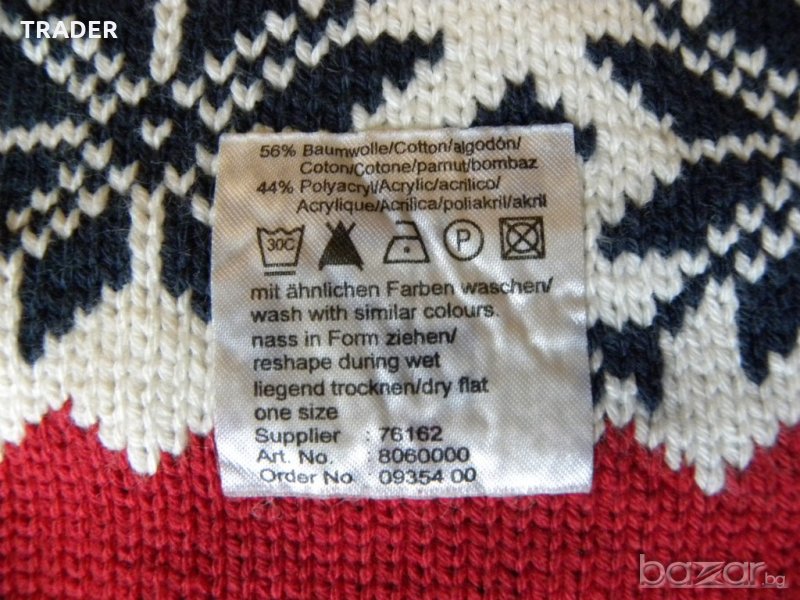 TRADER
56% Baumwolle/Cotton/algodón/
Coton/Cotone/pamut/bombaz
44% Polyacryl/Acrylic/acrilico/
Acrylique/Acrilica/poliakril/akril
30C P
mit ähnlichen Farben waschen/
wash with similar colours.
nass in Form ziehen/
reshape during wet
liegend trocknen/dry flat
one size
Supplier : 76162
Art. No. : 8060000
Order No 09354 00
bazar.bg